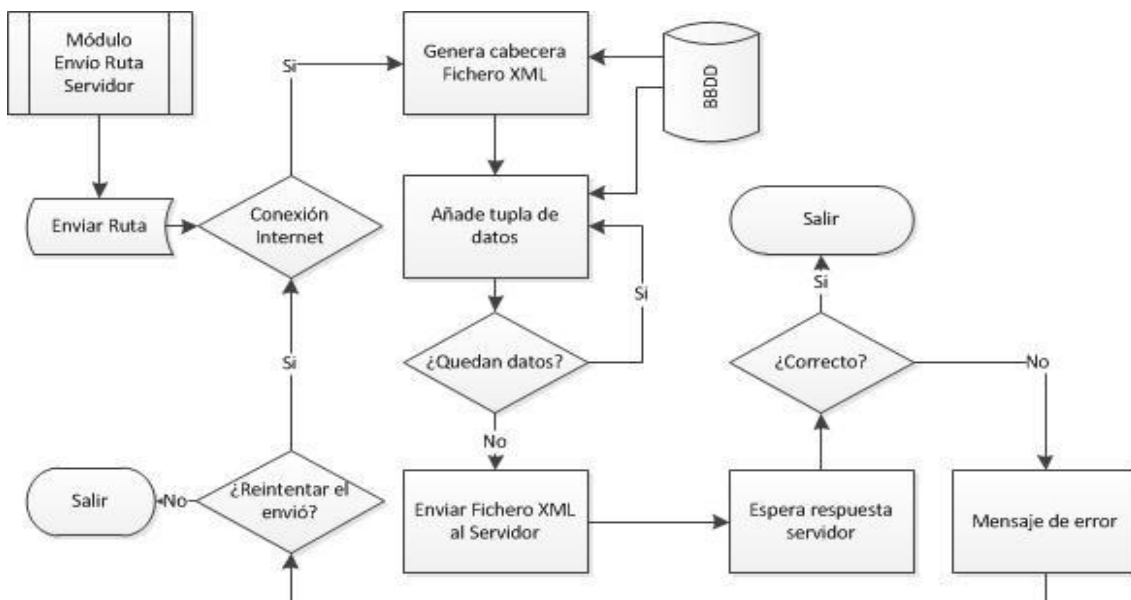 Módulo
Envio Ruta
Servidor
Si
Genera cabecera
Fichero XML
BBDD
Enviar Ruta
Conexión
Internet
Añade tupla de
datos
Salir
Si
Si
Si
¿Quedan datos?
¿Correcto?
No
No
Salir
No
¿Reintentar el
envió?
Enviar Fichero XML
al Servidor
Espera respuesta
servidor
Mensaje de error